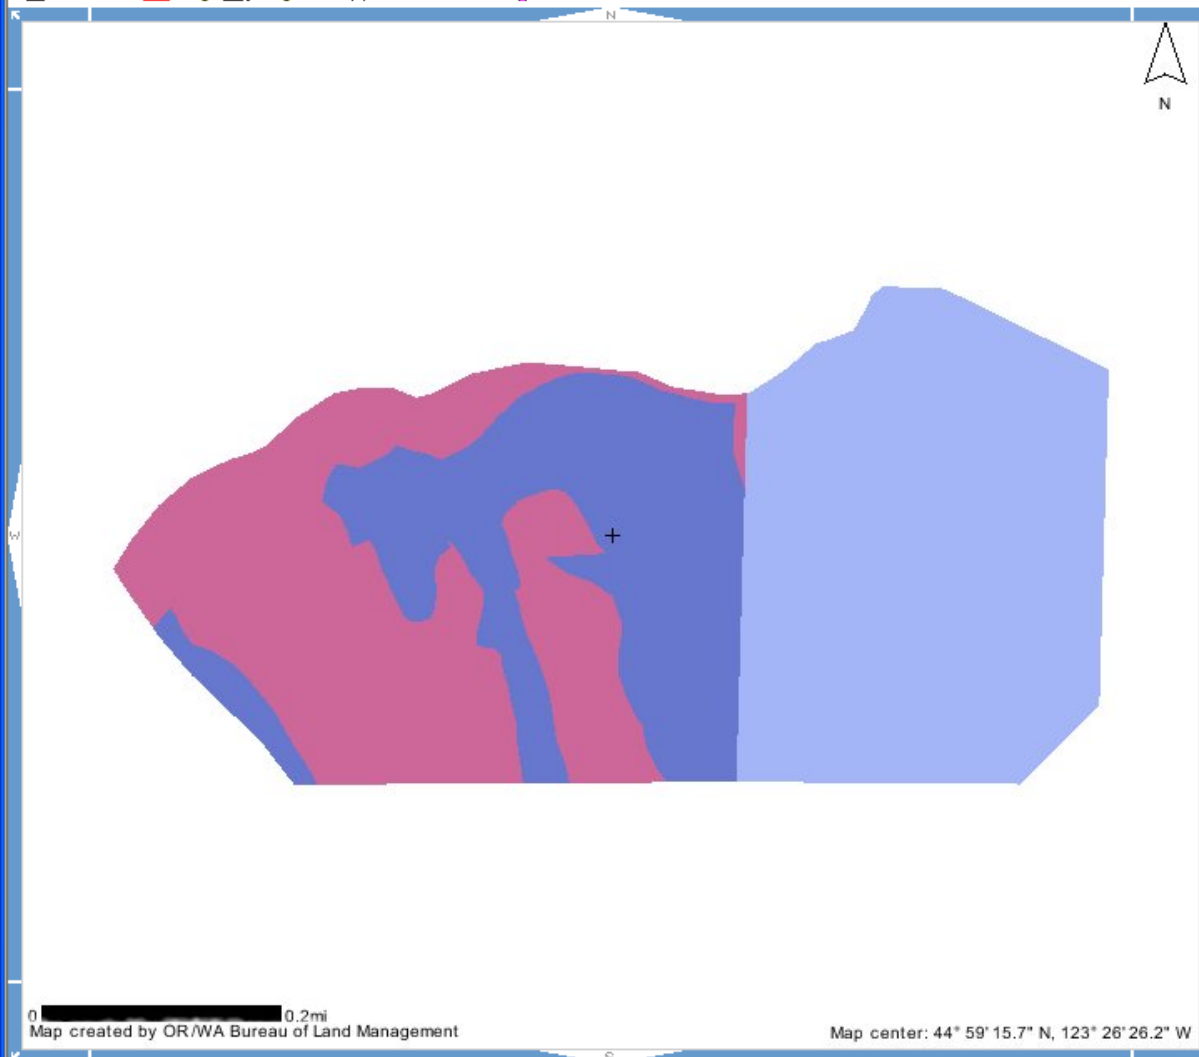 N
N
W
0 0.2mi
Map created by OR/WA Bureau of Land Management
Map center: 44° 59' 15.7" N, 123° 26' 26.2" W
S